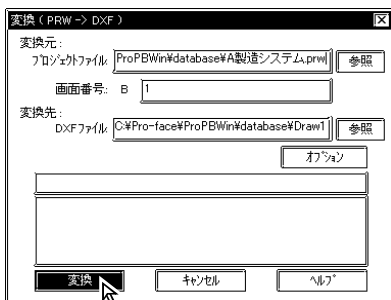 変換 ( PRW -> DXF )
変換元 :
ﾌﾟﾛｼﾞｪｸﾄﾌｧｲﾙ ProPBWin¥database¥A製造システム.prw 参照
画面番号: B 1
変換先 :
DXFﾌｧｲﾙ C:¥Pro-face¥ProPBWin¥database¥Draw1 参照
ｵﾌﾟｼｮﾝ
変換 ｷｬﾝｾﾙ ﾍﾙﾌﾟ